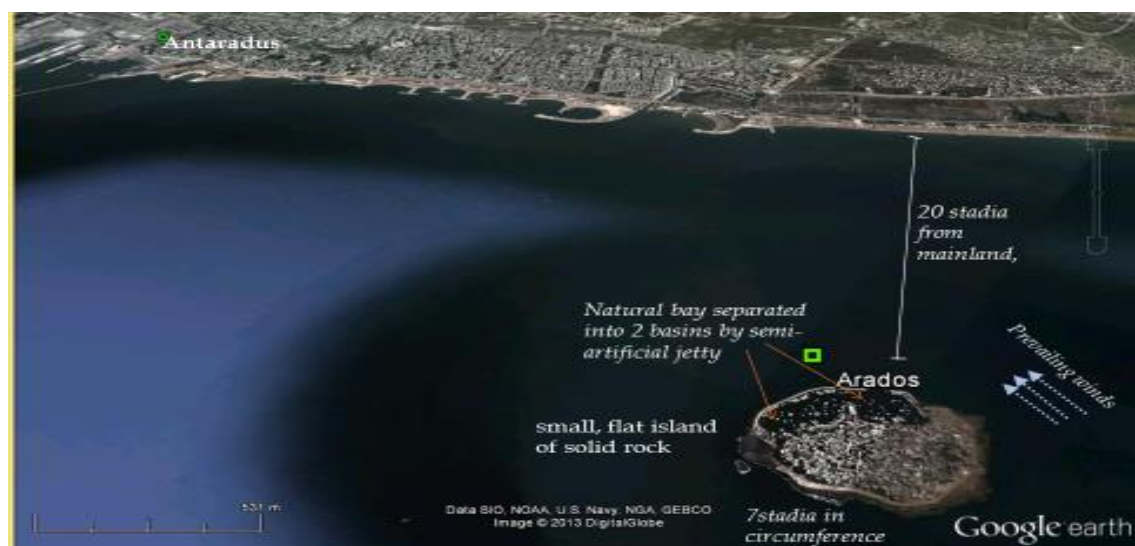 Antaradus
20 stadia
from
mainland,
Natural bay separated
into 2 basins by semi-
artificial jetty
Prevailing winds
Arados
small, flat island
of solid rock
531 m
Data SIO, NOAA, U.S. Navy, NGA, GEBCO
Image © 2013 DigitalGlobe
7stadia in
circumference
Google earth